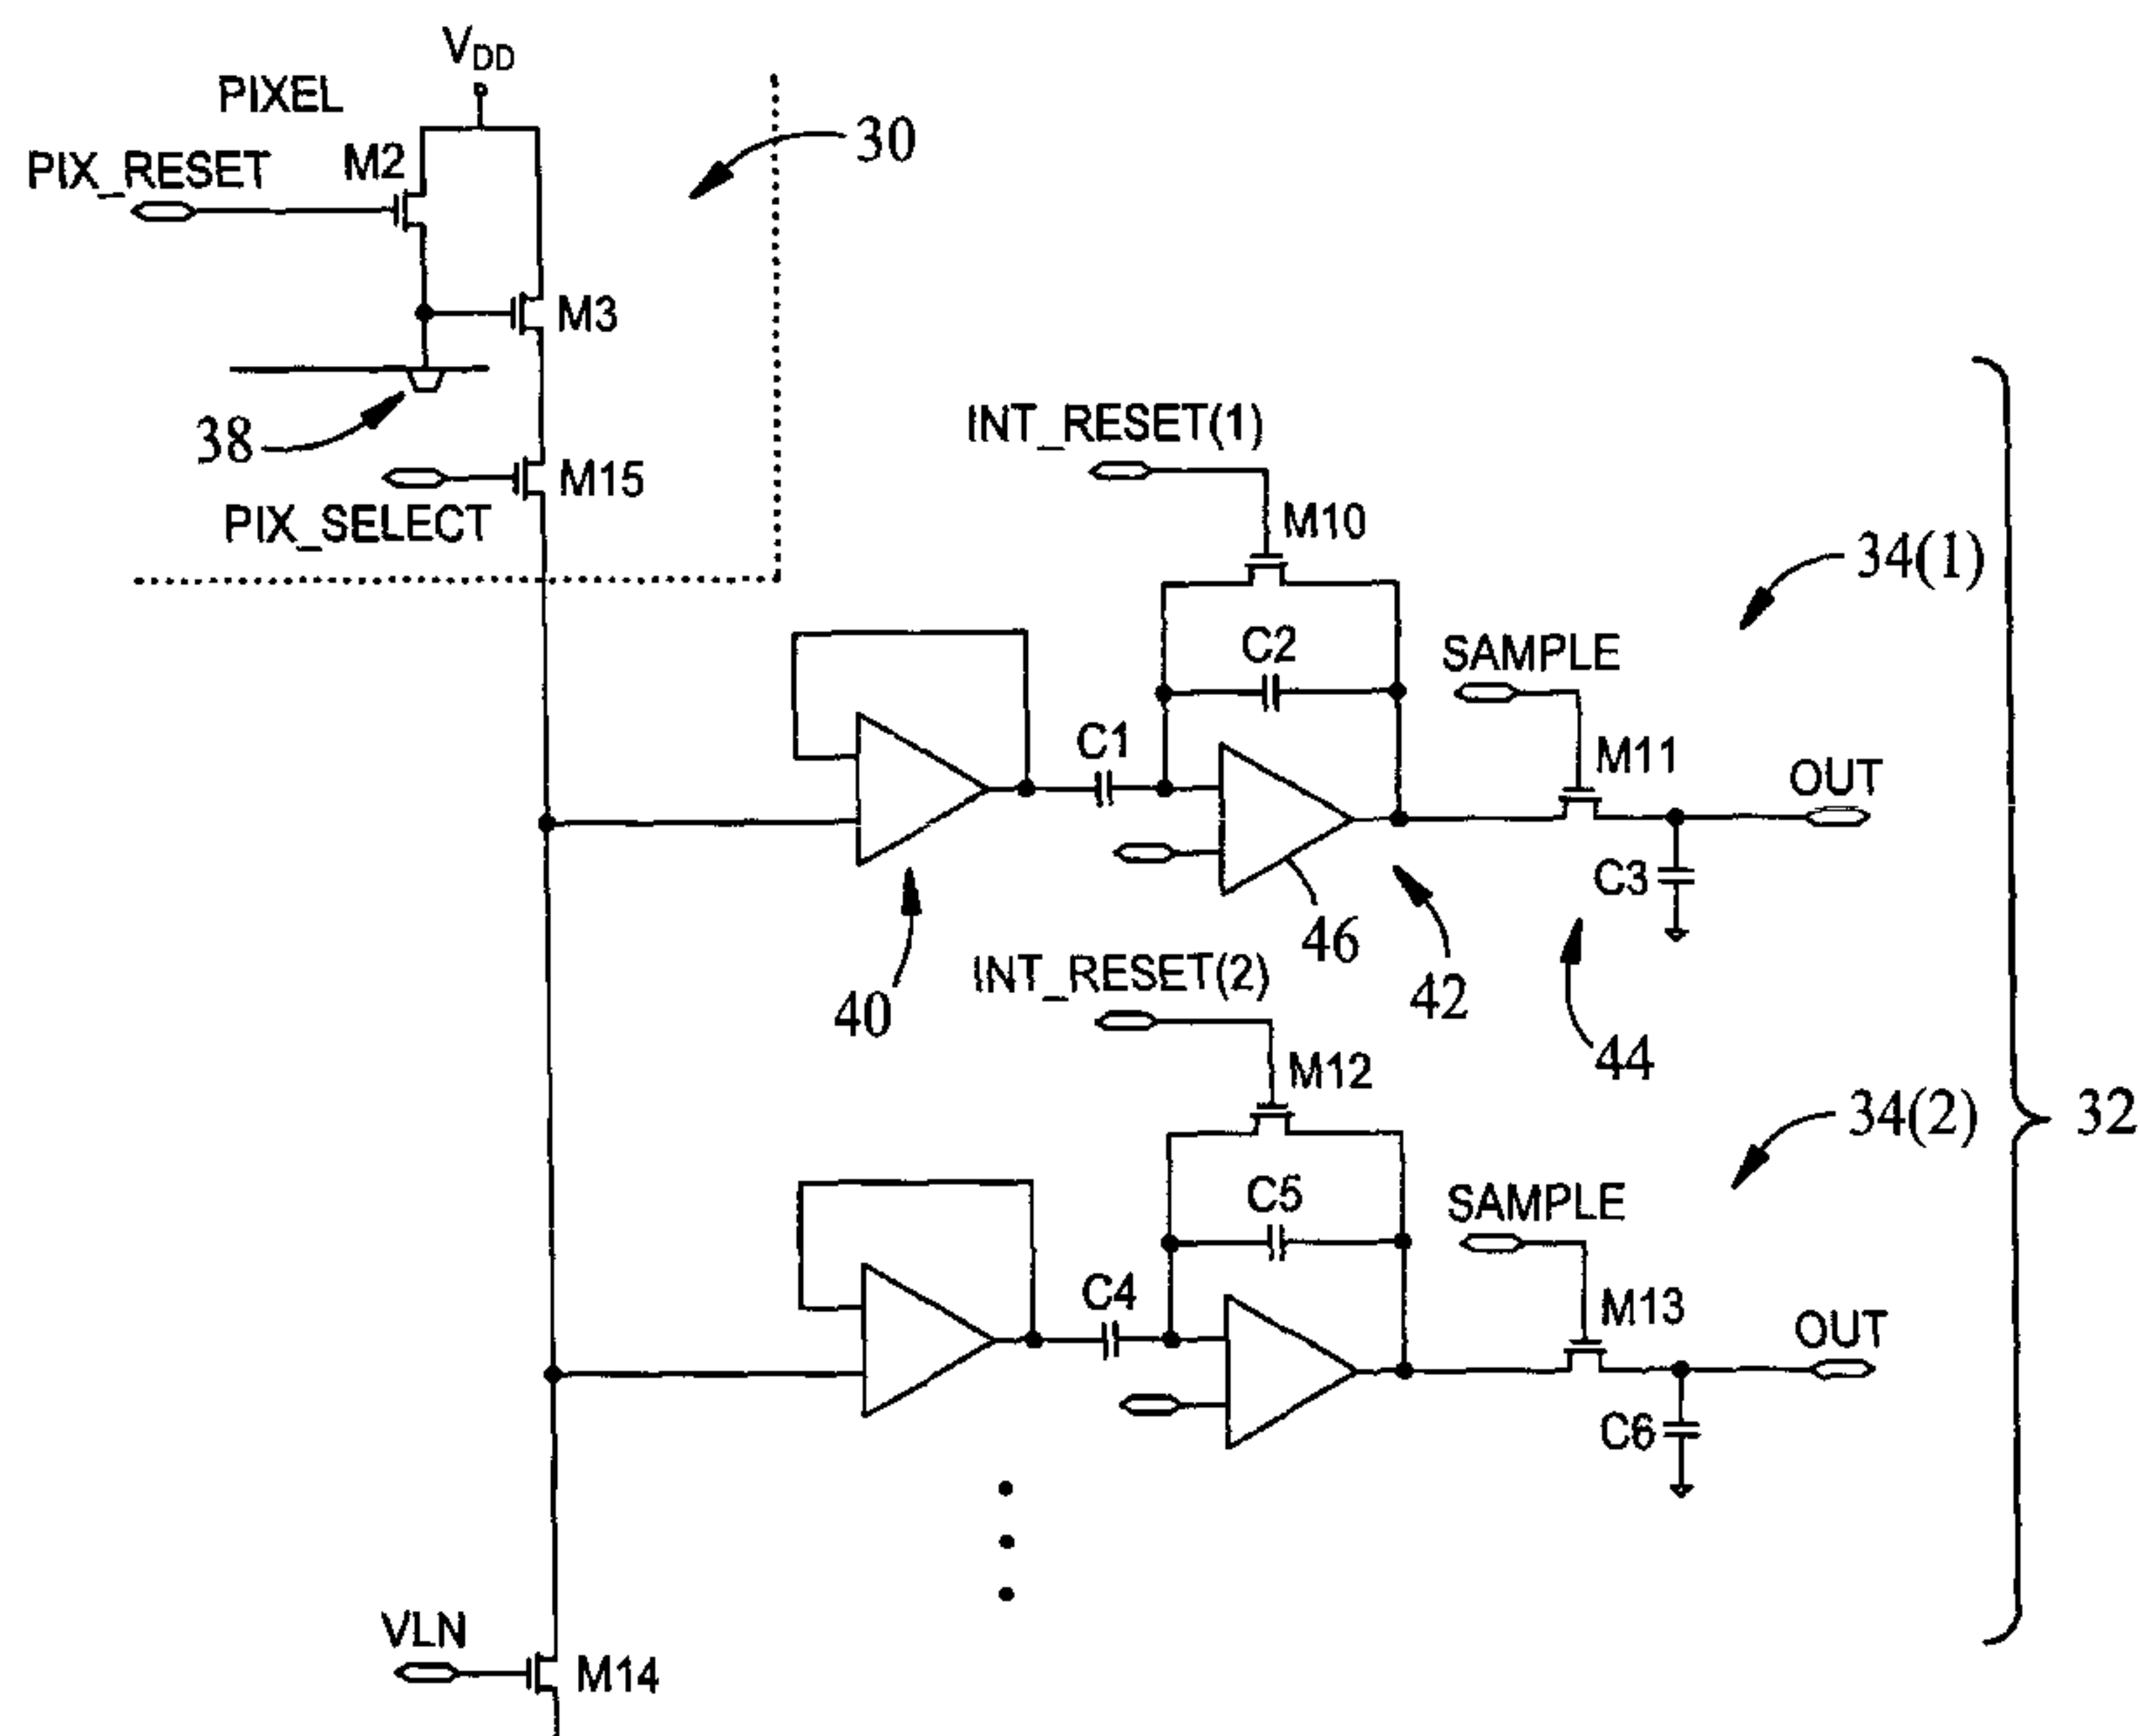 VDD
PIXEL
30
M2
PIX_RESET
M3
38
INT_RESET(1)
M15
PIX_SELECT
M10
34(1)
C2
SAMPLE
C1
M11
OUT
C3
46
INT_RESET(2)
42
40
44
M12
34(2)
32
C5
SAMPLE
C4
M13
OUT
C6
VLN
M14